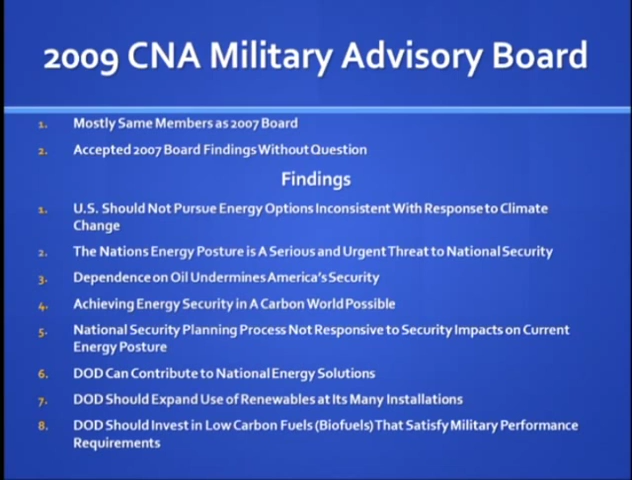 2009 CNA Military Advisory Board
1. Mostly Same Members as 2007 Board
2. Accepted 2007 Board Findings Without Question
Findings
1. U.S. Should Not Pursue Energy Options Inconsistent With Response to Climate
Change
2. The Nations Energy Posture is A Serious and Urgent Threat to National Security
3. Dependence on Oil Undermines America's Security
4. Achieving Energy Security in A Carbon World Possible
5. National Security Planning Process Not Responsive to Security Impacts on Current
Energy Posture
6. DOD Can Contribute to National Energy Solutions
7. DOD Should Expand Use of Renewables at Its Many Installations
8. DOD Should Invest in Low Carbon Fuels (Biofuels) That Satisfy Military Performance
Requirements